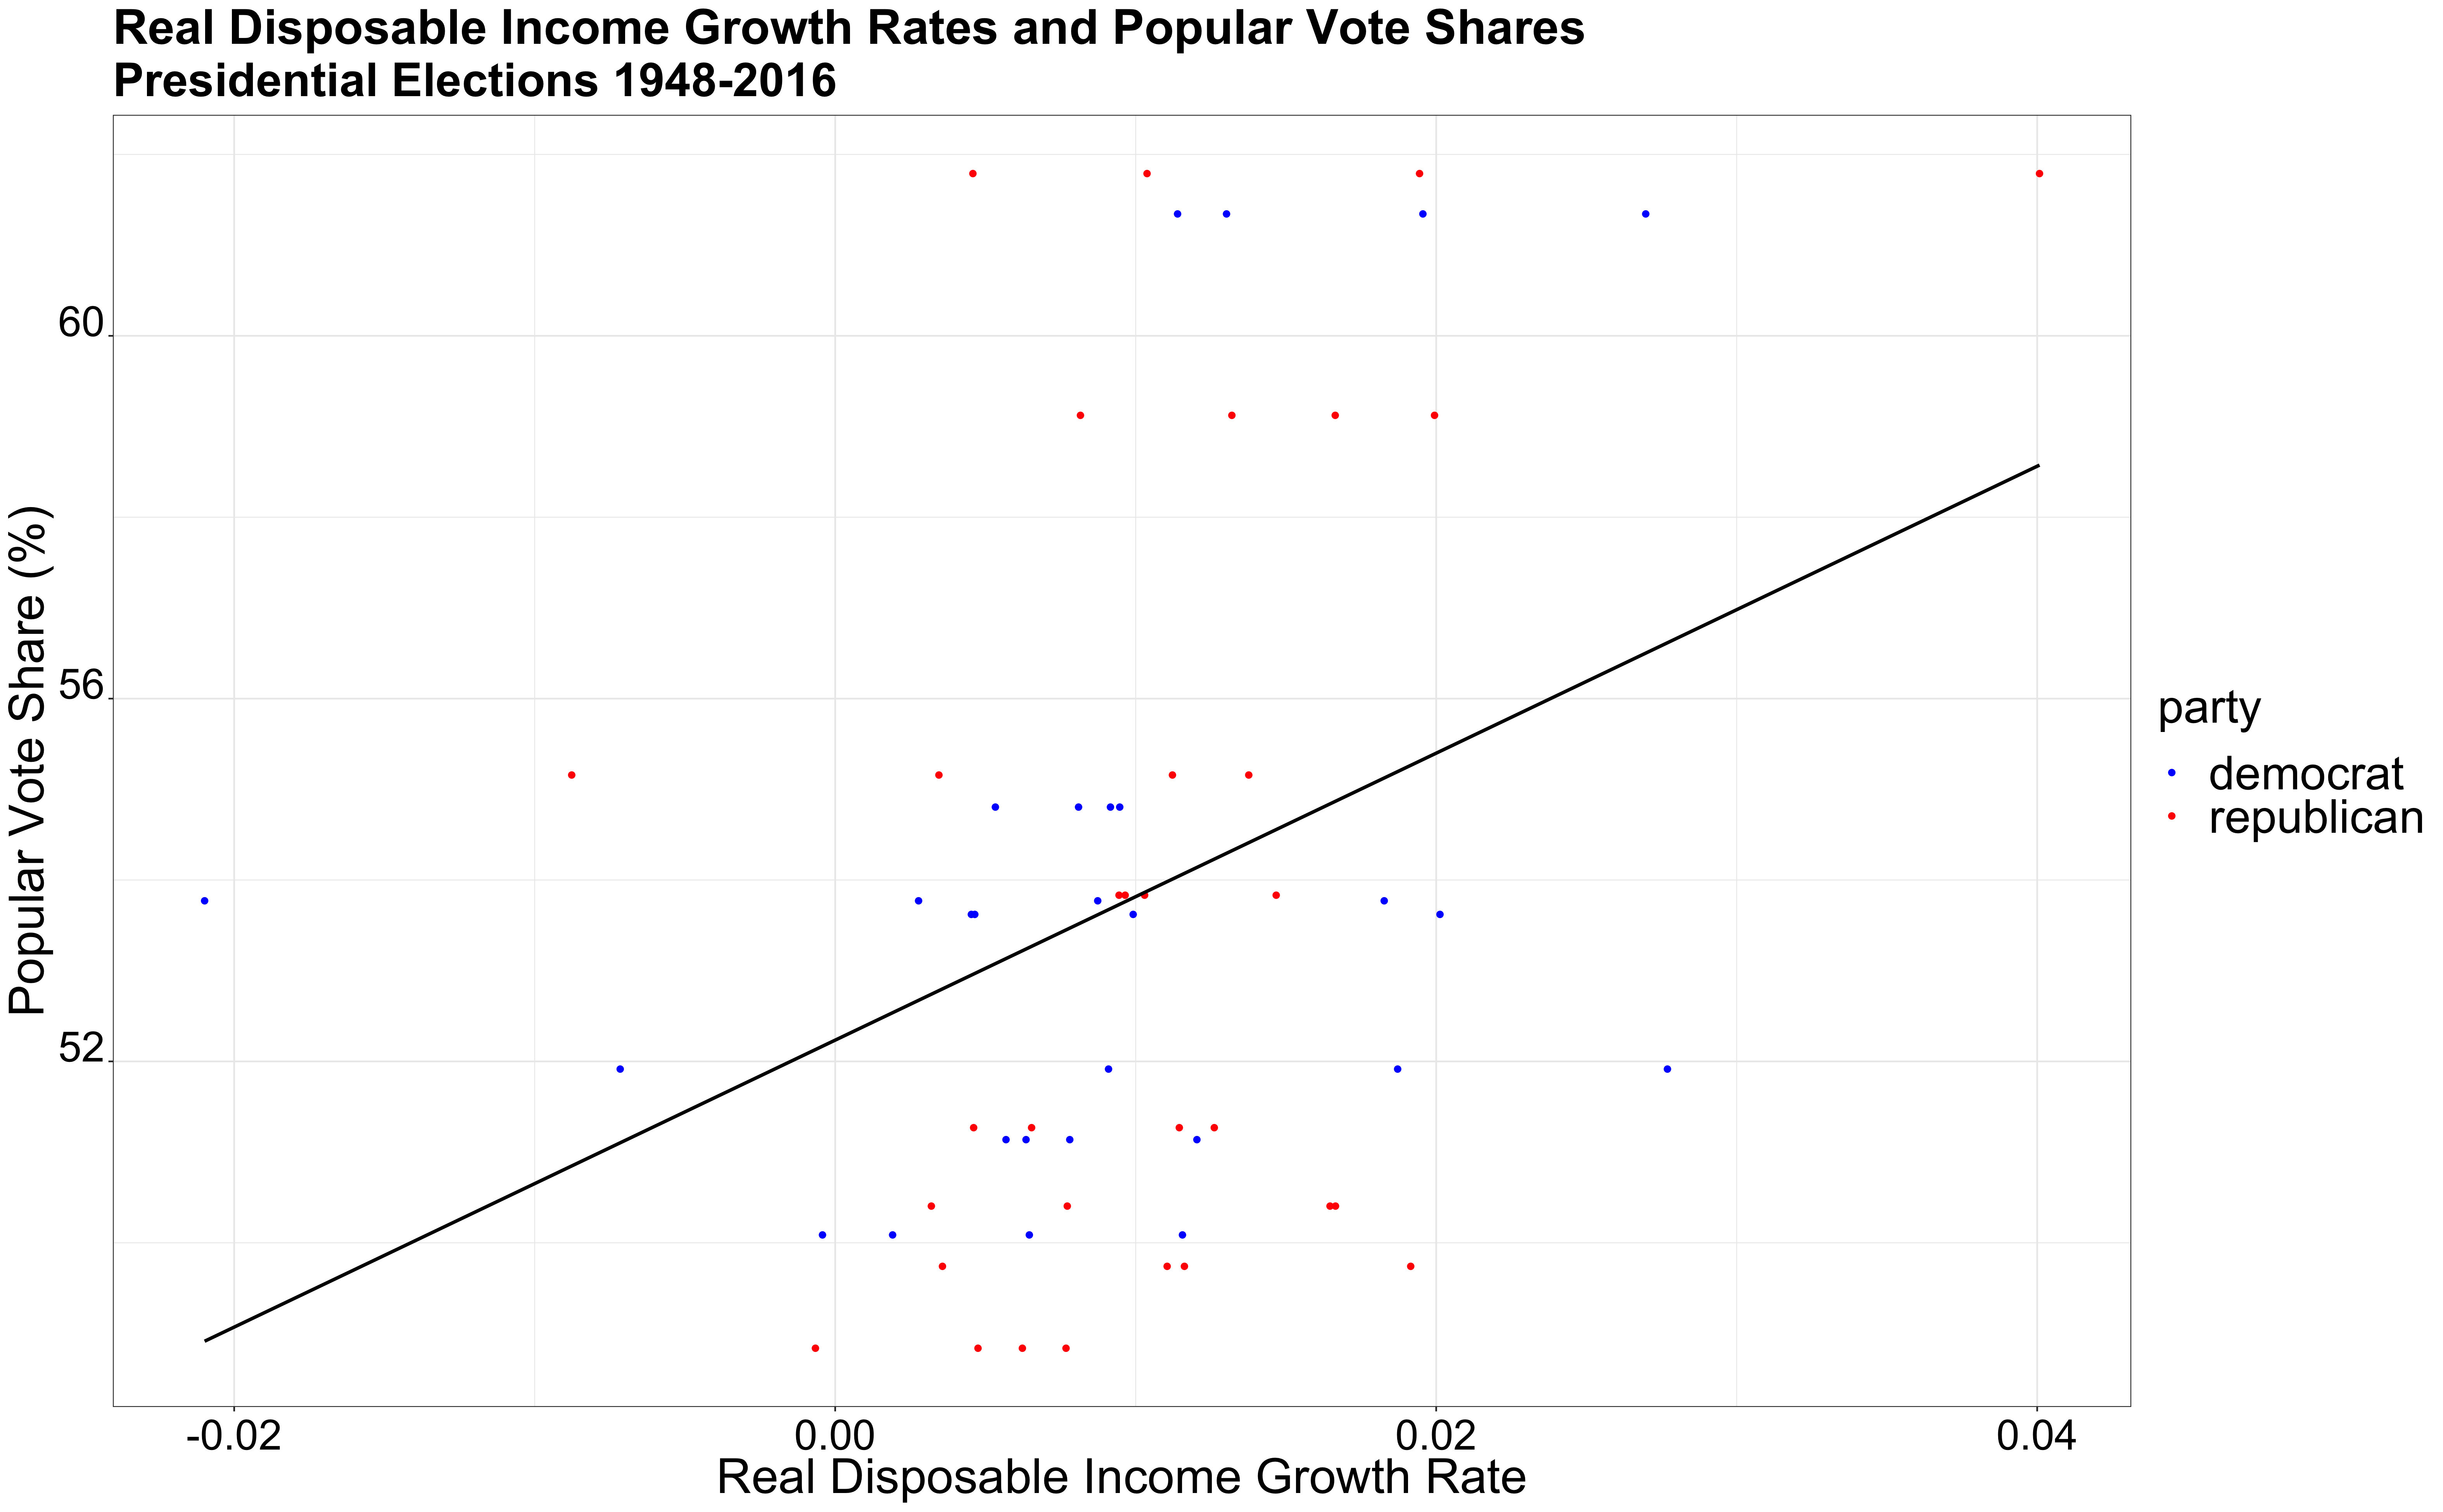 Real Disposable Income Growth Rates and Popular Vote Shares
Presidential Elections 1948-2016
Popular Vote Share (%)
60
56
52
-0.02
0.00
0.02
0.04
Real Disposable Income Growth Rate
party
democrat
republican